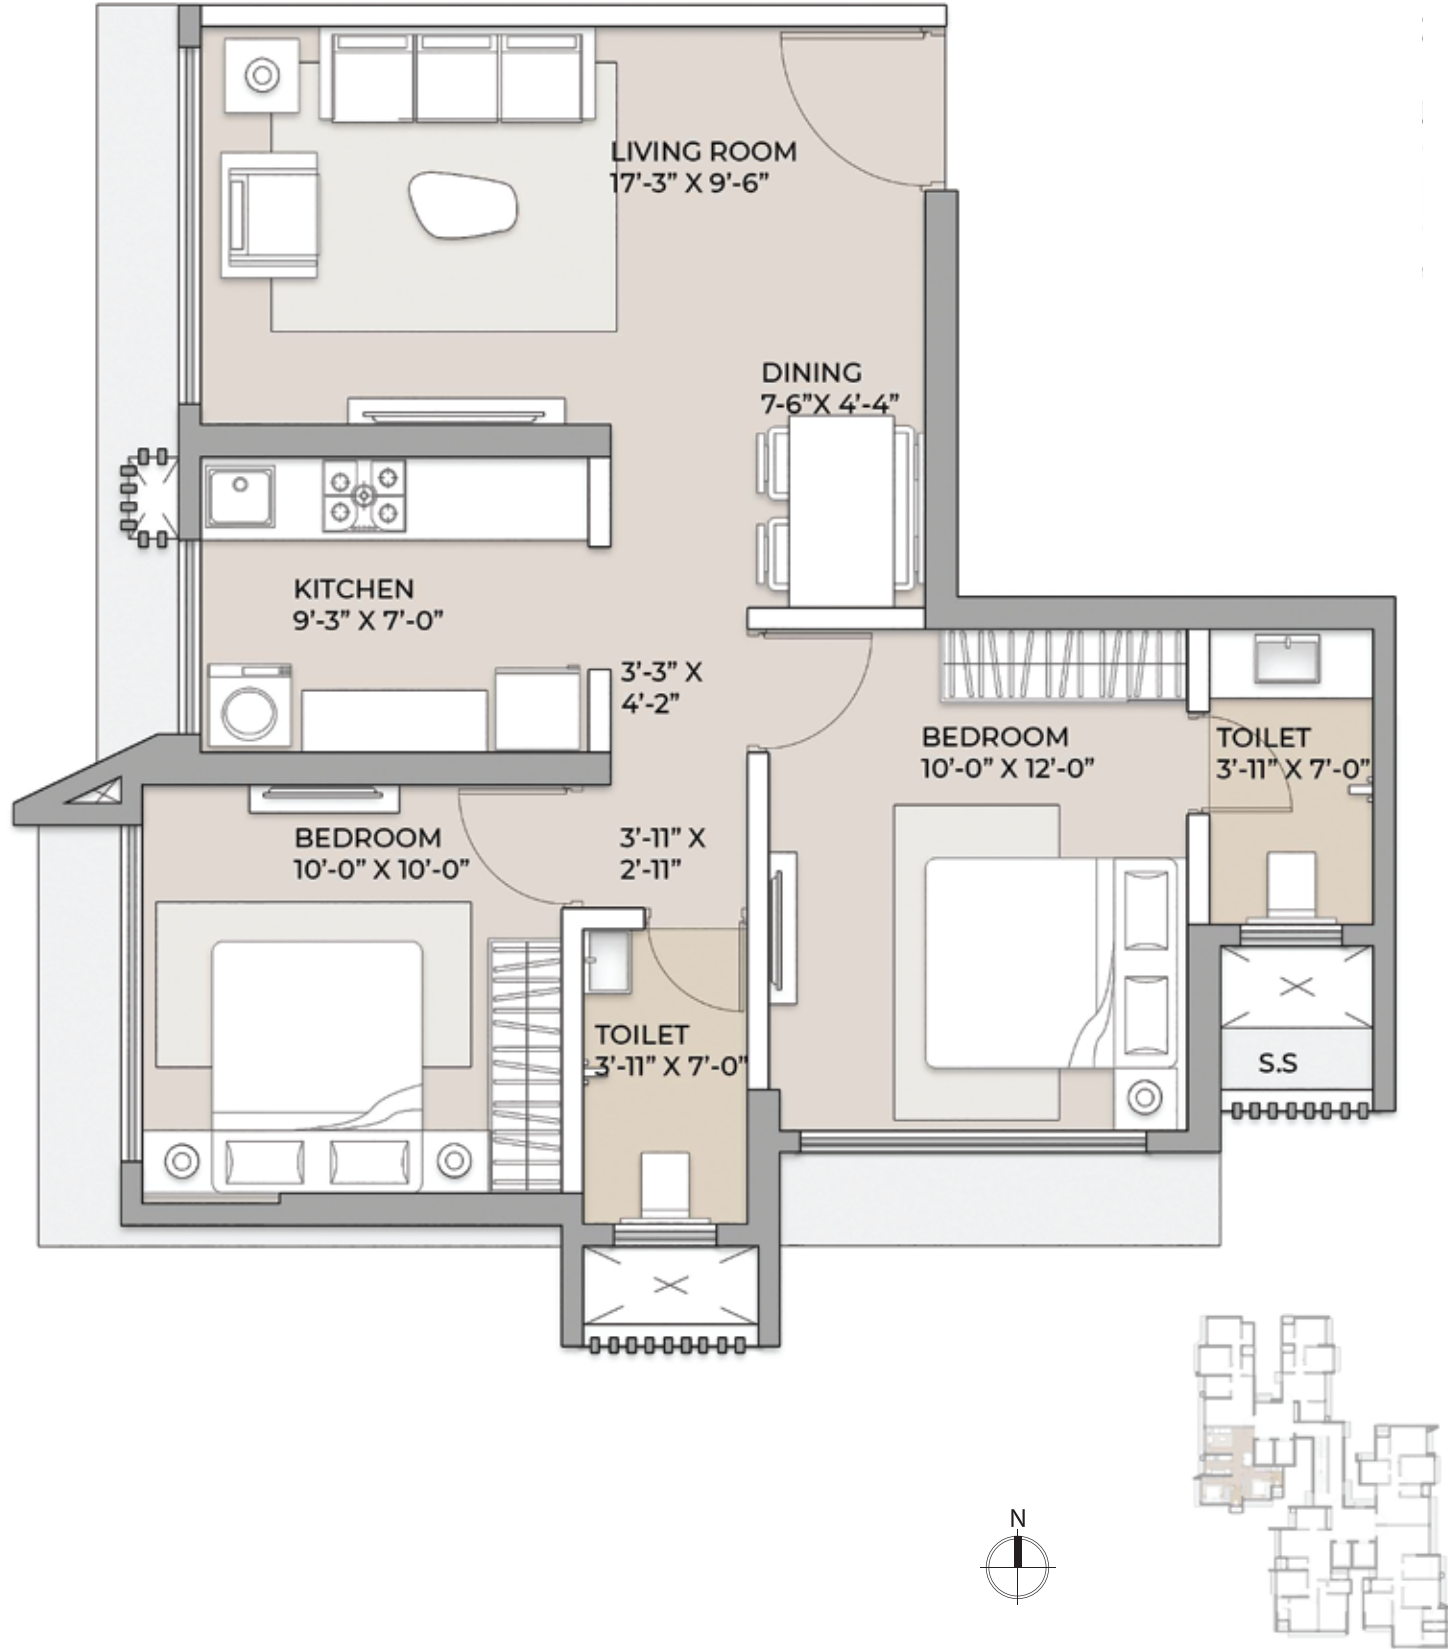 LIVING ROOM
17’-3” X 9’-6”
DINING
7-6”X 4’-4”
KITCHEN
9’-3” X 7’-0”
3’-3” X
4’-2”
BEDROOM
10’-0” X 12’-0”
TOILET
3’-11” X 7’-0”
BEDROOM
10’-0” X 10’-0”
3’-11” X
2’-11”
TOILET
3’-11” X 7’-0”
S.S
N